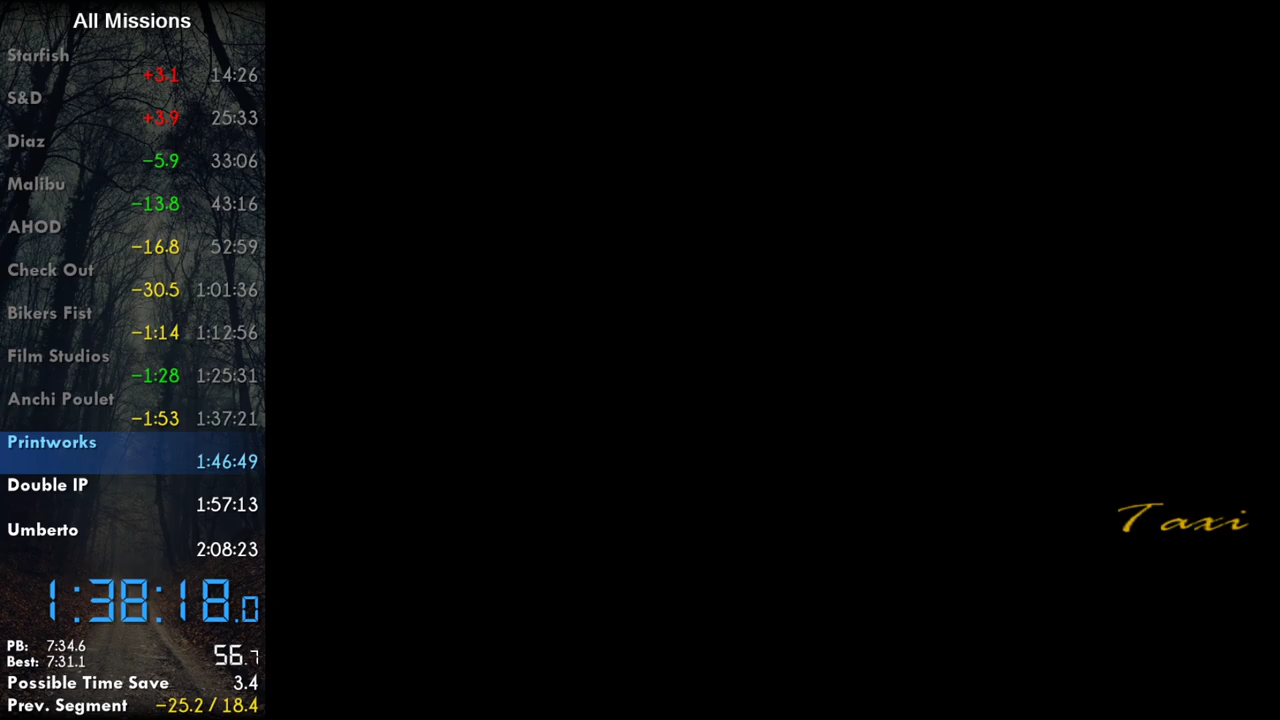 All Missions
Starfish
+3.1 14:26
S&D
+3.9 25:33
Diaz
−5.9 33:06
Malibu
−13.8 43:16
AHOD
−16.8 52:59
Check Out
−30.5 1:01:36
Bikers Fist
−1:14 1:12:56
Film Studios
−1:28 1:25:31
Anchi Poulet
−1:53 1:37:21
Printworks
1:46:49
Double IP
1:57:13
Umberto
2:08:23
1:38:18.0
PB: 7:34.6
Best: 7:31.1
56.7
Possible Time Save 3.4
Prev. Segment −25.2 / 18.4
Taxi